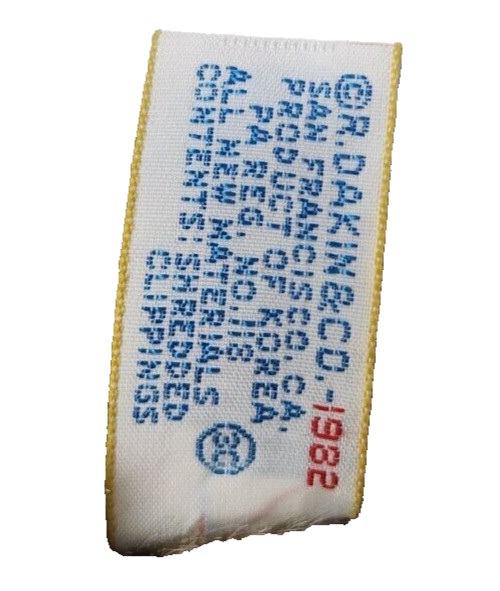 ©R.DAKIN&CO.-1982
SAN FRANCISCO, CA.
PRODUCT OF KOREA
PA REG. NO. 118
ALL NEW MATERIALS
CONTENTS: SHREDDED
CLIPPINGS
3C